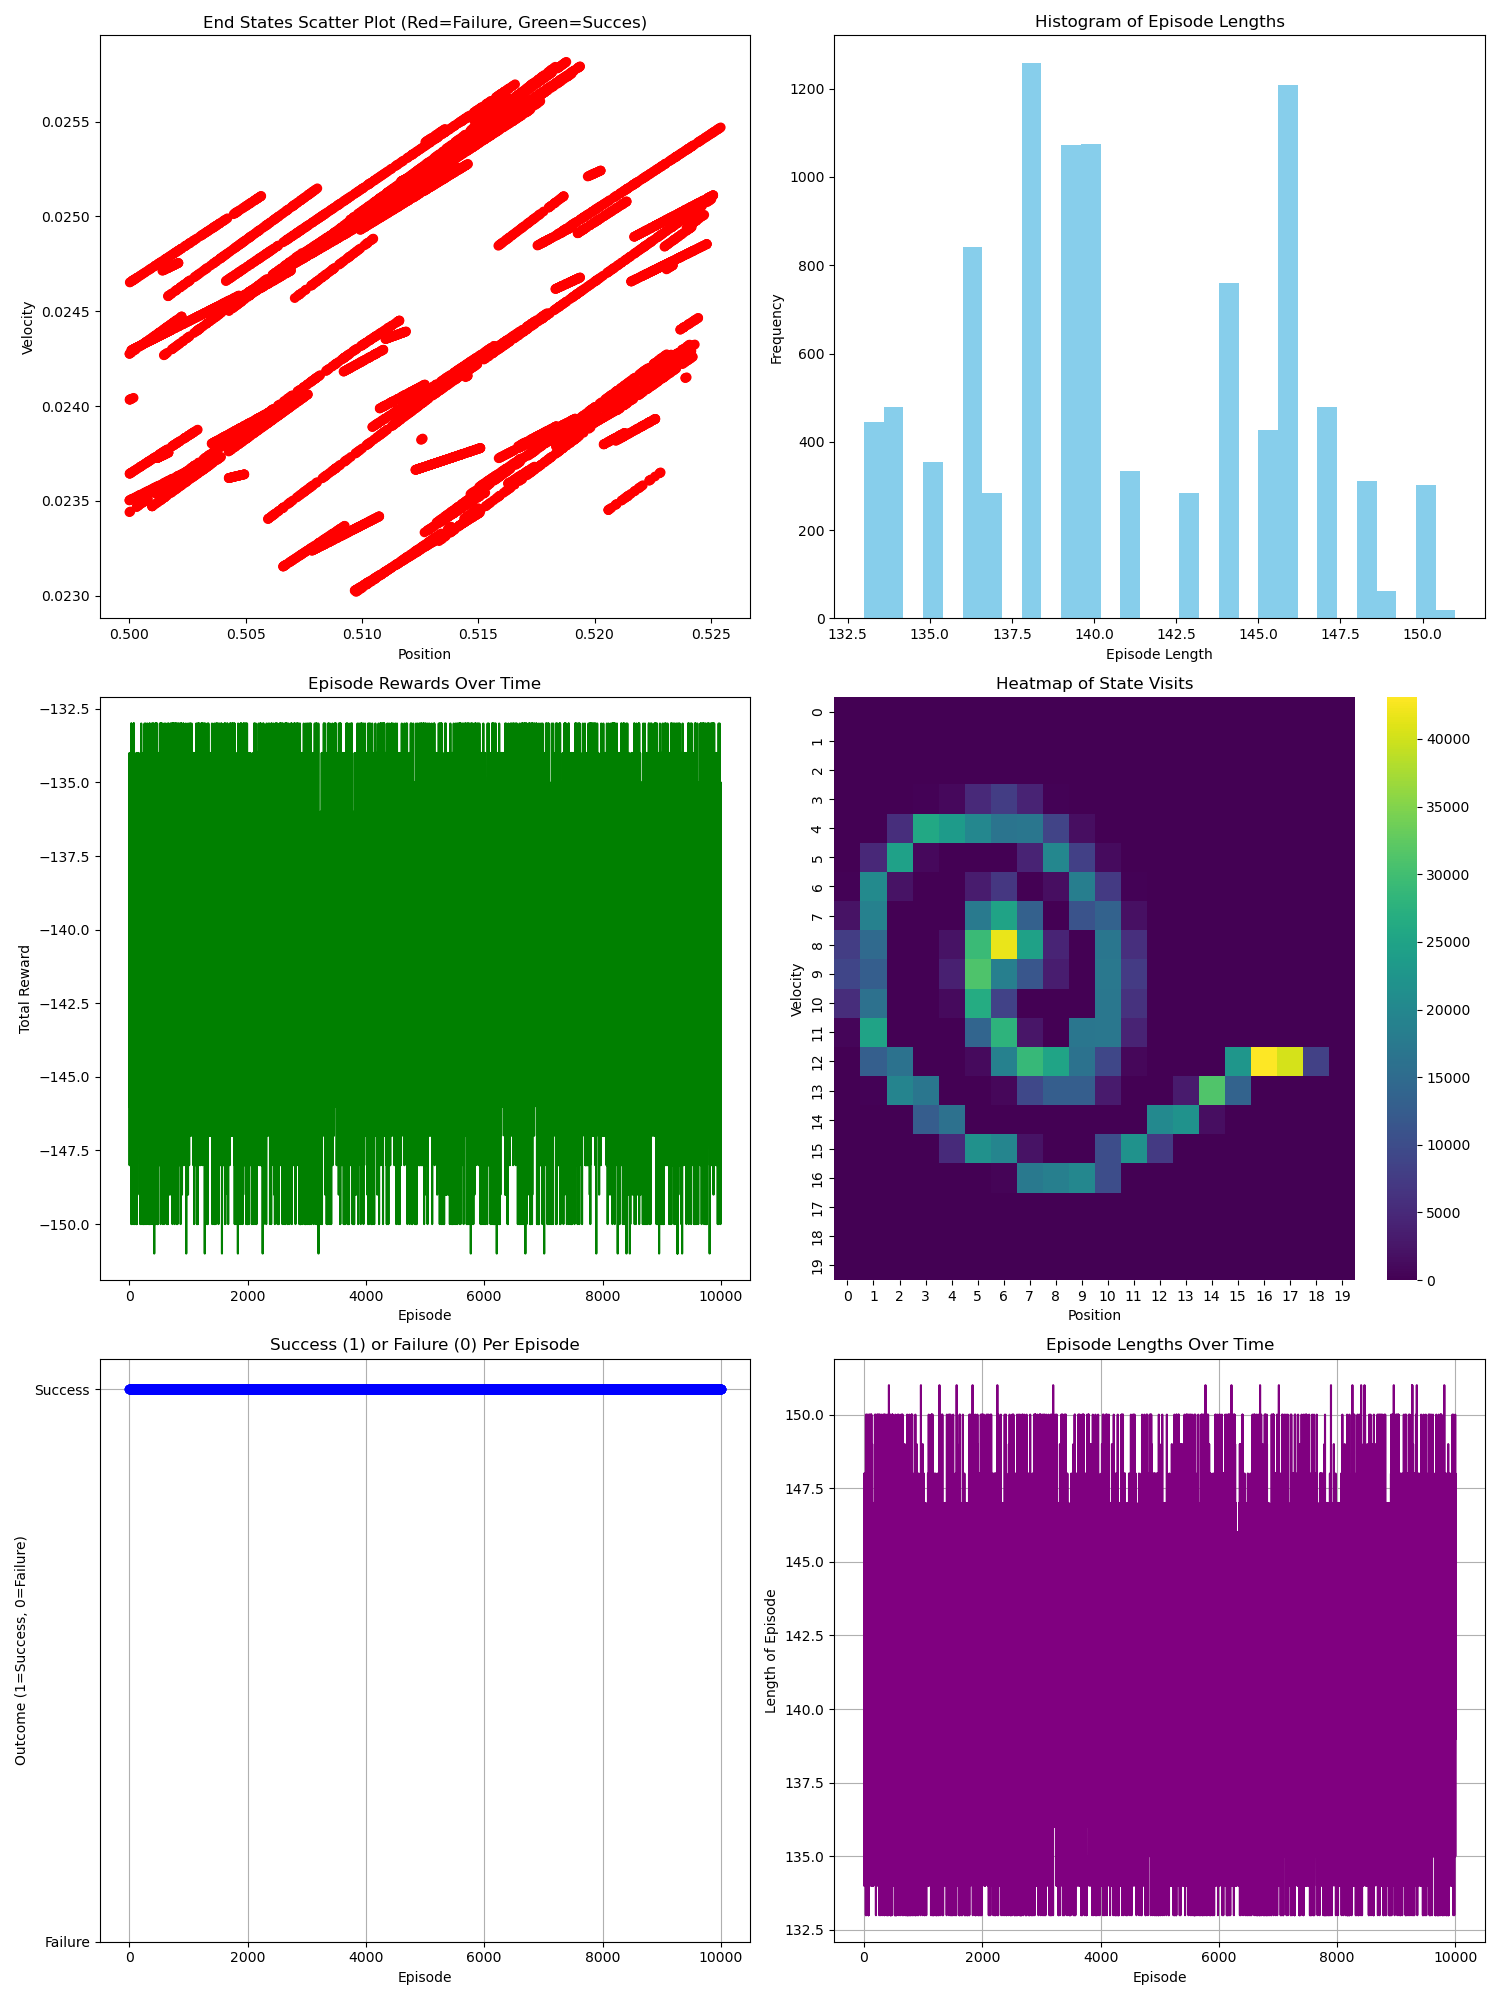 End States Scatter Plot (Red=Failure, Green=Succes)
Velocity
0.0255
0.0250
0.0245
0.0240
0.0235
0.0230
0.500 0.505 0.510 0.515 0.520 0.525
Position
Histogram of Episode Lengths
Frequency
1200
1000
800
600
400
200
0
132.5 135.0 137.5 140.0 142.5 145.0 147.5 150.0
Episode Length
Episode Rewards Over Time
Total Reward
−132.5
−135.0
−137.5
−140.0
−142.5
−145.0
−147.5
−150.0
0 2000 4000 6000 8000 10000
Episode
Heatmap of State Visits
Velocity
0
1
2
3
4
5
6
7
8
9
10
11
12
13
14
15
16
17
18
19
0 1 2 3 4 5 6 7 8 9 10 11 12 13 14 15 16 17 18 19
Position
40000
35000
30000
25000
20000
15000
10000
5000
0
Success (1) or Failure (0) Per Episode
Outcome (1=Success, 0=Failure)
Success
Failure
0 2000 4000 6000 8000 10000
Episode
Episode Lengths Over Time
Length of Episode
150.0
147.5
145.0
142.5
140.0
137.5
135.0
132.5
0 2000 4000 6000 8000 10000
Episode